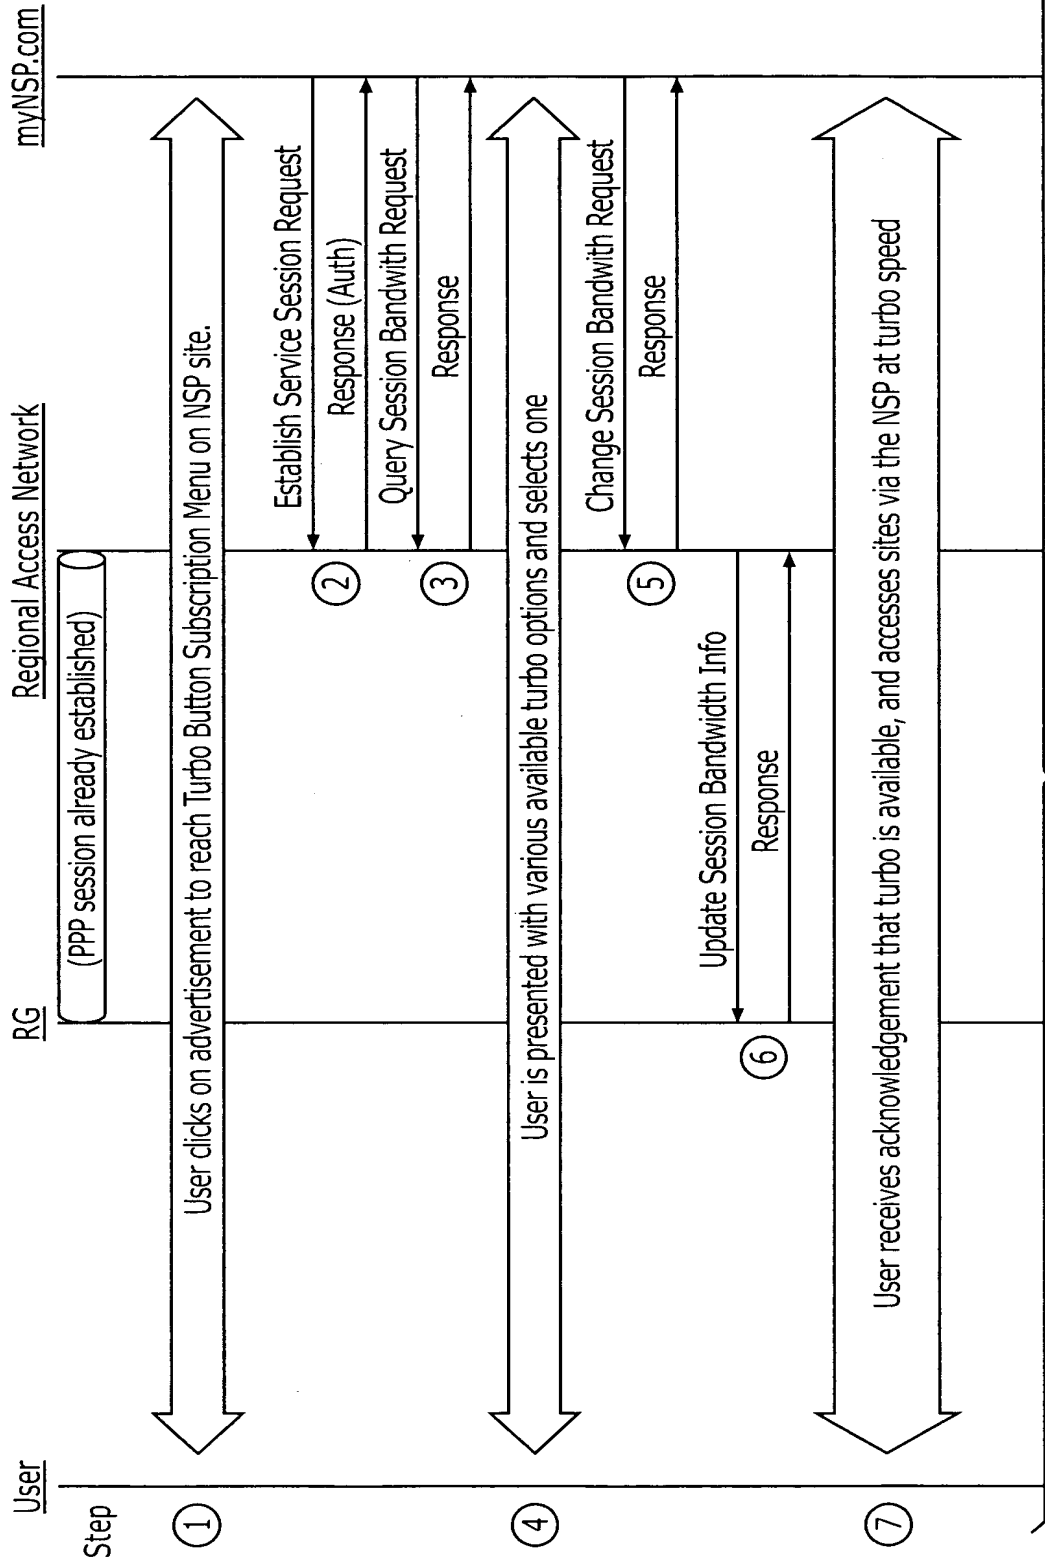 User
RG
Regional Access Network
myNSP.com
Step
(PPP session already established)
1
User clicks on advertisement to reach Turbo Button Subscription Menu on NSP site.
Establish Service Session Request
2
Response (Auth)
Query Session Bandwith Request
3
Response
4
User is presented with various available turbo options and selects one
Change Session Bandwith Request
5
Response
Update Session Bandwidth Info
6
Response
7
User receives acknowledgement that turbo is available, and accesses sites via the NSP at turbo speed